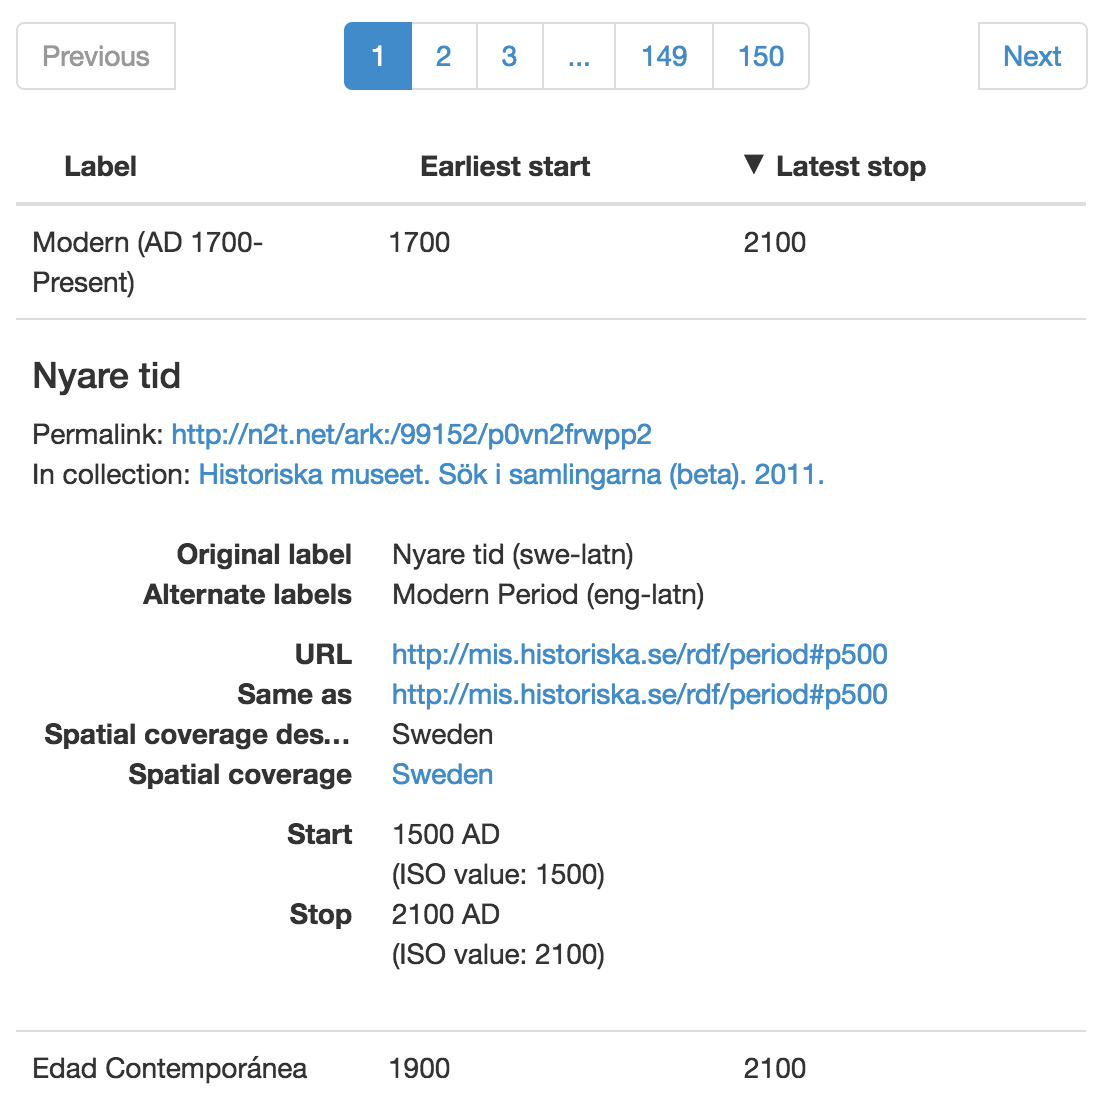 Previous 1 2 3 ... 149 150 Next
Label Earliest start ▼ Latest stop
Modern (AD 1700- 1700 2100
Present)
Nyare tid
Permalink: http://n2t.net/ark:/99152/p0vn2frwpp2
In collection: Historiska museet. Sök i samlingarna (beta). 2011.
Original label Nyare tid (swe-latn)
Alternate labels Modern Period (eng-latn)
URL http://mis.historiska.se/rdf/period#p500
Same as http://mis.historiska.se/rdf/period#p500
Spatial coverage des... Sweden
Spatial coverage Sweden
Start 1500 AD
(ISO value: 1500)
Stop 2100 AD
(ISO value: 2100)
Edad Contemporánea 1900 2100